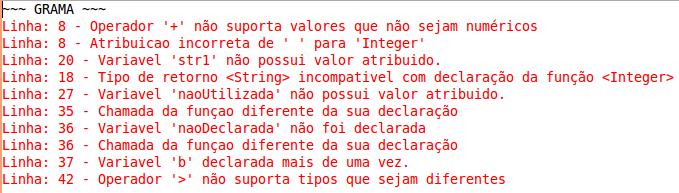 ~~~ GRAMA ~~~
Linha: 8 - Operador '+' não suporta valores que não sejam numéricos
Linha: 8 - Atribuicao incorreta de ' ' para 'Integer'
Linha: 20 - Variavel 'str1' não possui valor atribuido.
Linha: 18 - Tipo de retorno <String> incompativel com declaração da função <Integer>
Linha: 27 - Variavel 'naoUtilizada' não possui valor atribuido.
Linha: 35 - Chamada da funçao diferente da sua declaração
Linha: 36 - Variavel 'naoDeclarada' não foi declarada
Linha: 36 - Chamada da funçao diferente da sua declaração
Linha: 37 - Variavel 'b' declarada mais de uma vez.
Linha: 42 - Operador '>' não suporta tipos que sejam diferentes